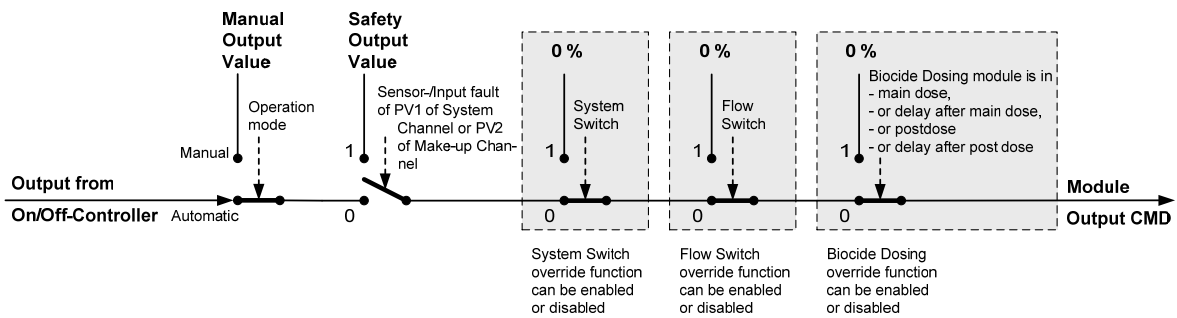 Manual
Output
Value
Safety
Output
Value
0 %
0 %
0 %
Operation
mode
Sensor-/Input fault
of PV1 of System
Channel or PV2
of Make-up Chan-
nel
System
Switch
Flow
Switch
Biocide Dosing module is in
- main dose,
- or delay after main dose,
- or postdose
- or delay after post dose
Manual
1
1
1
1
Output from
On/Off-Controller
Automatic
0
0
0
0
Module
Output CMD
System Switch
override function
can be enabled
or disabled
Flow Switch
override function
can be enabled
or disabled
Biocide Dosing
override function
can be enabled
or disabled